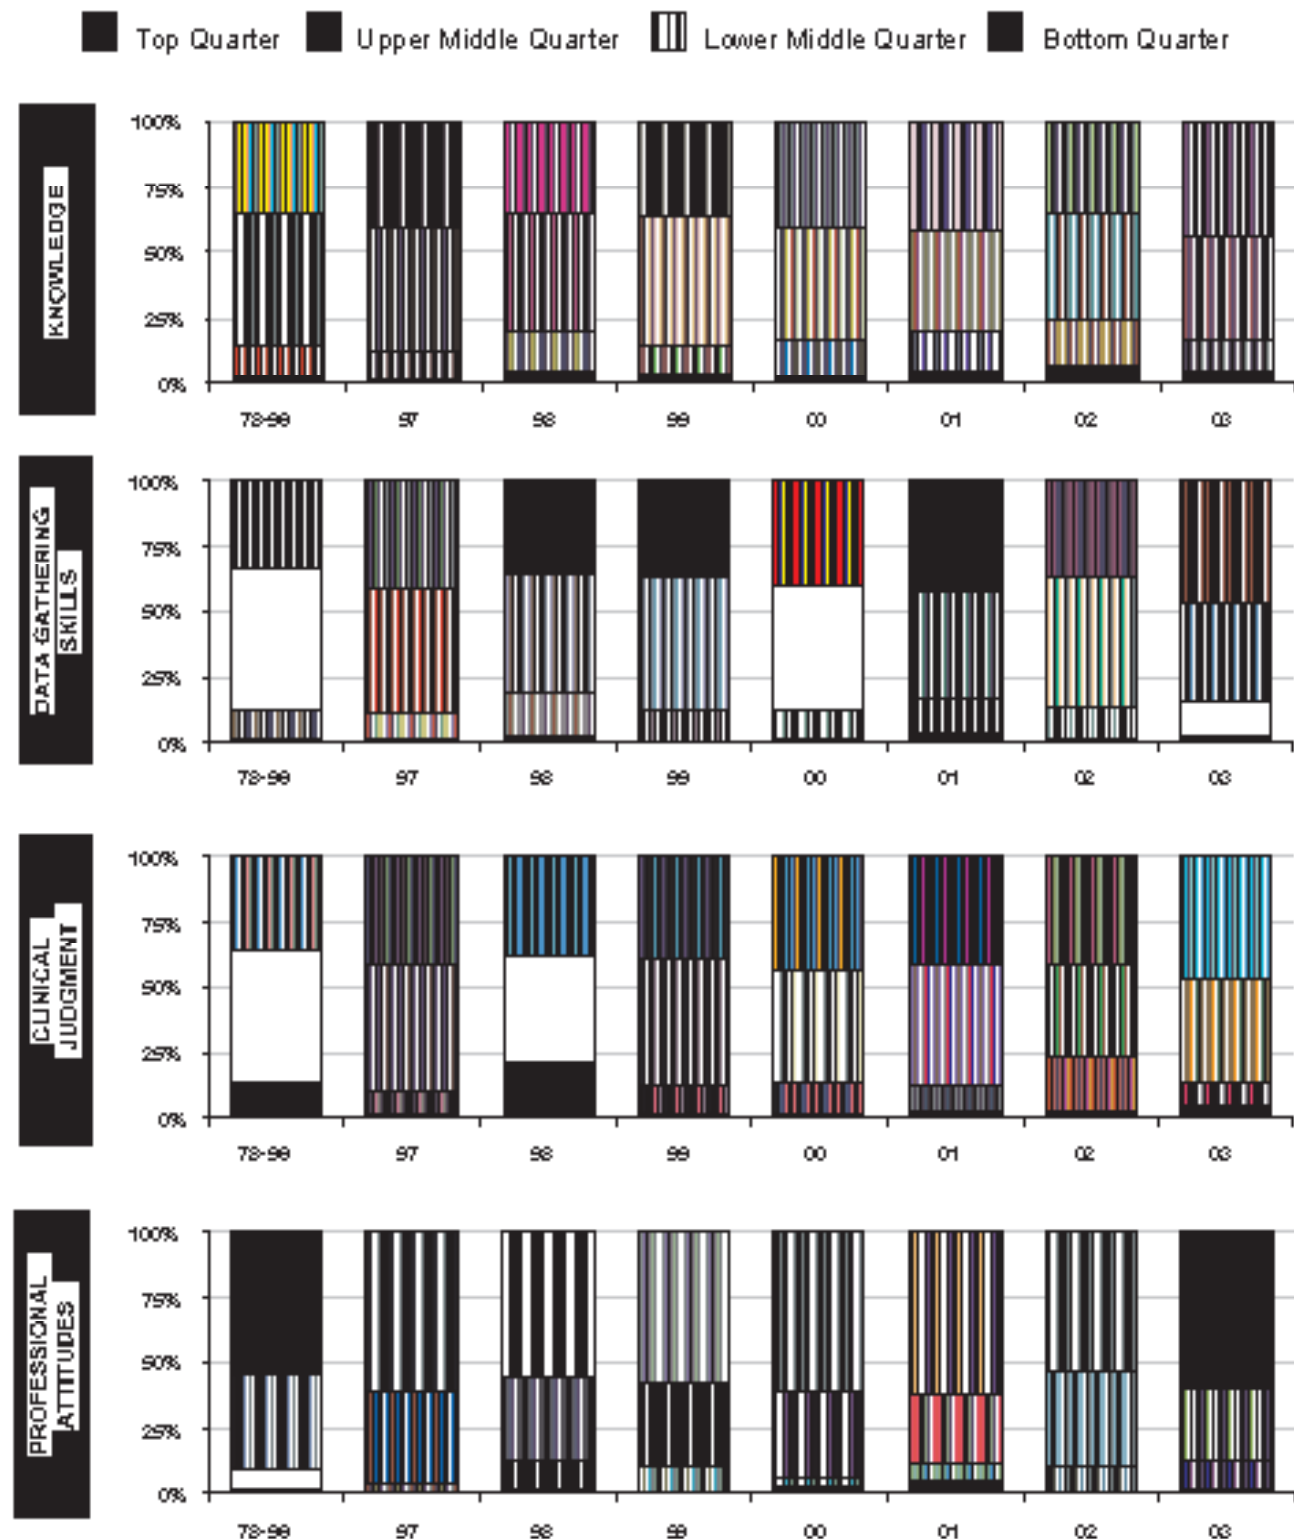 Top Quarter Upper Middle Quarter Lower Middle Quarter Bottom Quarter
KNOWLEDGE
100%
75%
50%
25%
0%
78-96 97 98 99 00 01 02 03
DATA GATHERING
SKILLS
100%
75%
50%
25%
0%
78-96 97 98 99 00 01 02 03
CLINICAL
JUDGMENT
100%
75%
50%
25%
0%
78-96 97 98 99 00 01 02 03
PROFESSIONAL
ATTITUDES
100%
75%
50%
25%
0%
78-96 97 98 99 00 01 02 03